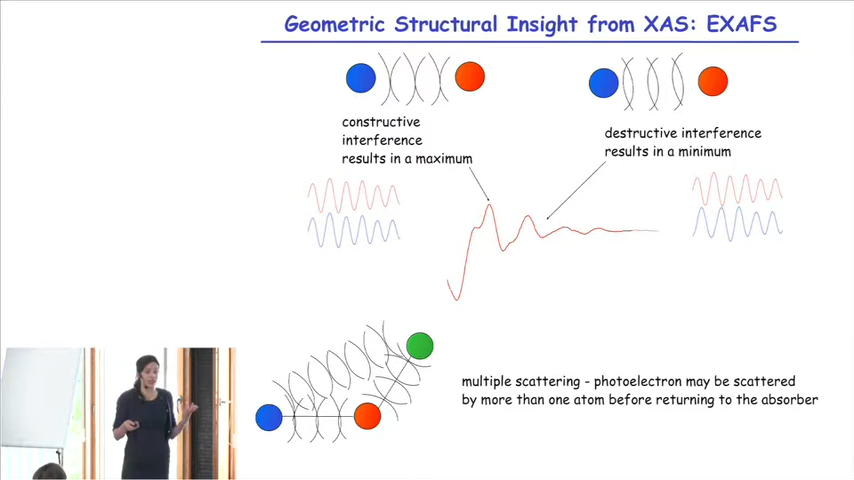 Geometric Structural Insight from XAS: EXAFS
constructive
interference
results in a maximum
destructive interference
results in a minimum
multiple scattering - photoelectron may be scattered
by more than one atom before returning to the absorber